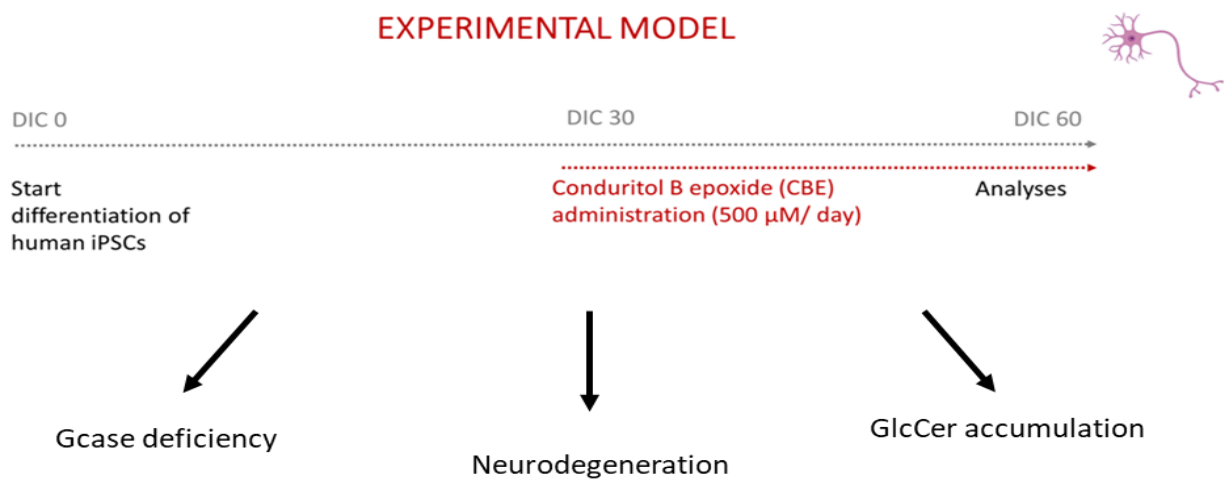 EXPERIMENTAL MODEL
DIC 0
DIC 30
DIC 60
Start
differentiation of
human iPSCs
Conduritol B epoxide (CBE)
administration (500 μM/ day)
Analyses
Gcase deficiency
Neurodegeneration
GlcCer accumulation